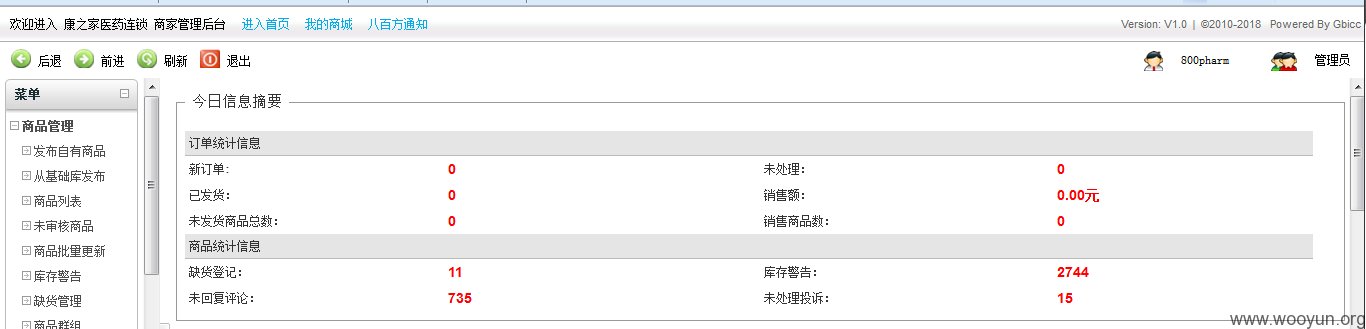 欢迎进入 康之家医药连锁 商家管理后台 进入首页 我的商城 八百方通知 Version: V1.0 | ©2010-2018 Powered By Gbicc
后退 前进 刷新 退出 800pharm 管理员
菜单
商品管理
发布自有商品
从基础库发布
商品列表
未审核商品
商品批量更新
库存警告
缺货管理
商品群组
今日信息摘要
订单统计信息
新订单: 0 未处理: 0
已发货: 0 销售额: 0.00元
未发货商品总数: 0 销售商品数: 0
商品统计信息
缺货登记: 11 库存警告: 2744
未回复评论: 735 未处理投诉: 15
www.wooyun.org